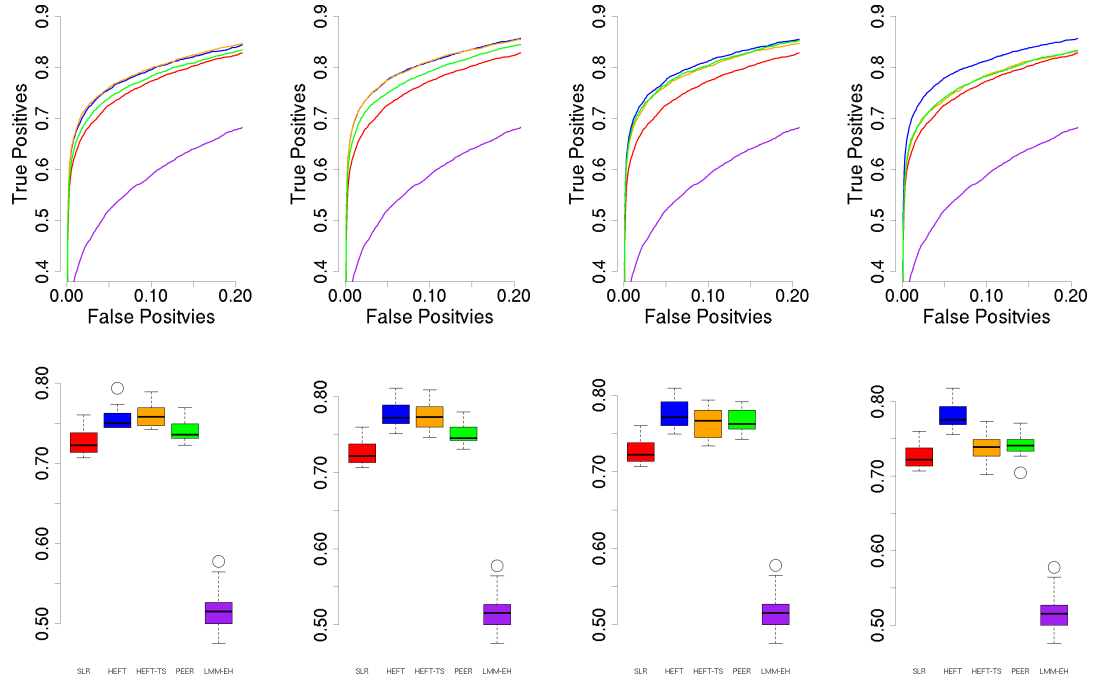 0.9 0.8 0.7 0.6 0.5 0.4
True Positives
0.00 0.10 0.20
False Positvies
0.9 0.8 0.7 0.6 0.5 0.4
True Positives
0.00 0.10 0.20
False Positvies
0.9 0.8 0.7 0.6 0.5 0.4
True Positives
0.00 0.10 0.20
False Positvies
0.9 0.8 0.7 0.6 0.5 0.4
True Positives
0.00 0.10 0.20
False Positvies
0.80 0.70 0.60 0.50
SLR HEFT HEFT-TS PEER LMM-EH
0.80 0.70 0.60 0.50
SLR HEFT HEFT-TS PEER LMM-EH
0.80 0.70 0.60 0.50
SLR HEFT HEFT-TS PEER LMM-EH
0.80 0.70 0.60 0.50
SLR HEFT HEFT-TS PEER LMM-EH